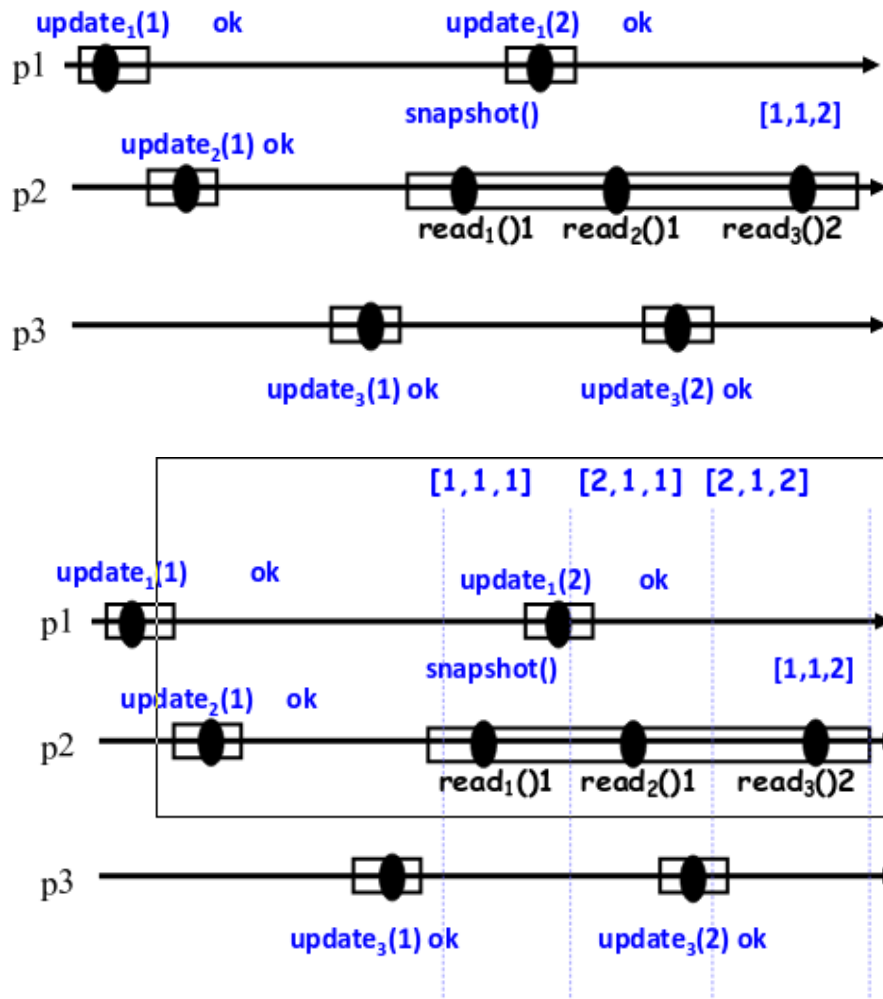 update₁(1) ok update₁(2) ok
p1
snapshot() [1,1,2]
update₂(1) ok
p2
read₁()1 read₂()1 read₃()2
p3
update₃(1) ok update₃(2) ok
[1,1,1] [2,1,1] [2,1,2]
update₁(1) ok update₁(2) ok
p1
snapshot() [1,1,2]
update₂(1) ok
p2
read₁()1 read₂()1 read₃()2
p3
update₃(1) ok update₃(2) ok